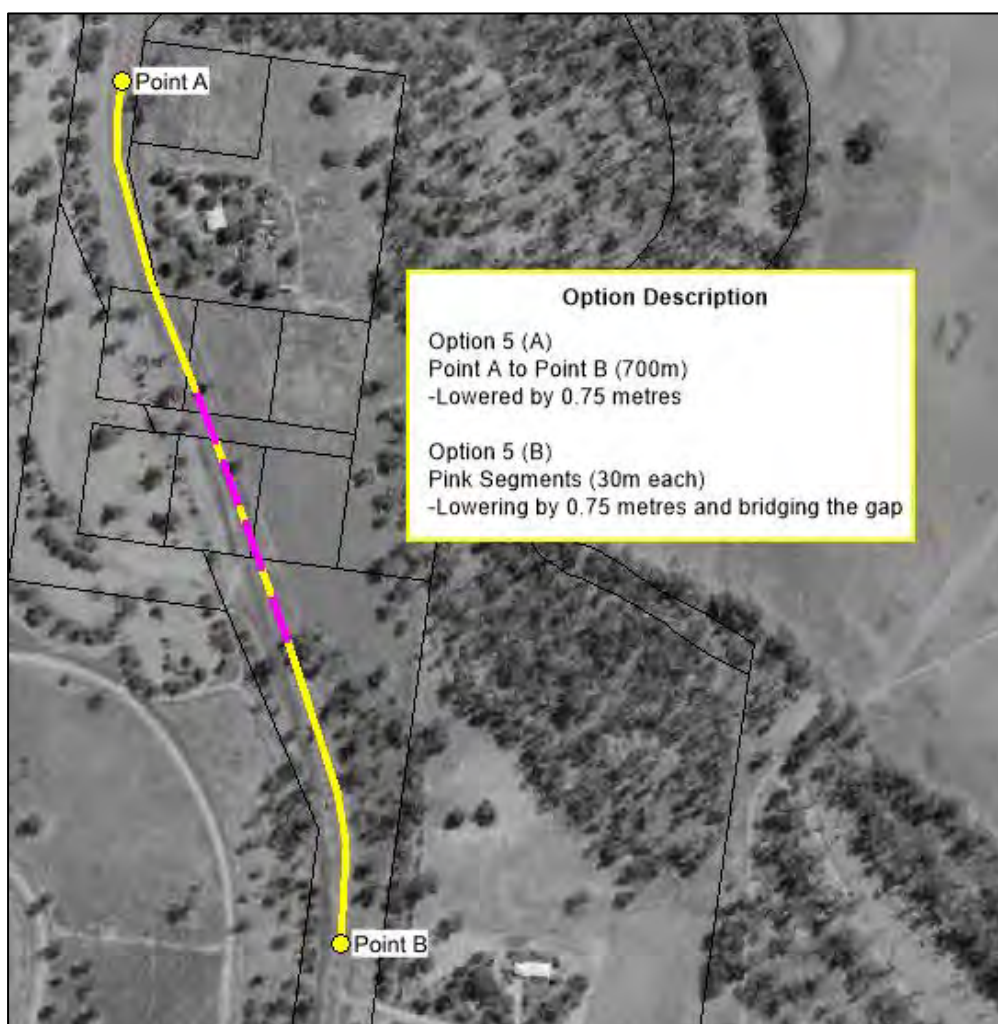 Point A
Option Description
Option 5 (A)
Point A to Point B (700m)
-Lowered by 0.75 metres
Option 5 (B)
Pink Segments (30m each)
-Lowering by 0.75 metres and bridging the gap
Point B